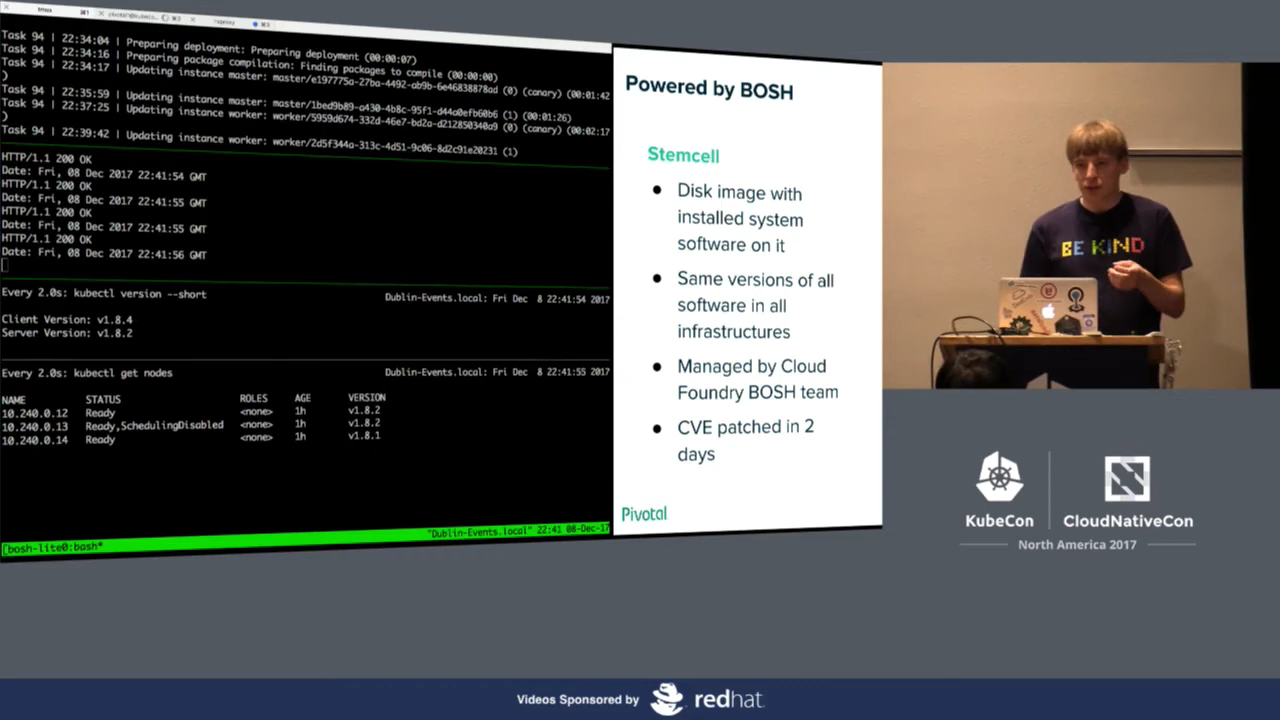 Task 94 | 22:34:04 | Preparing deployment: Preparing deployment (00:00:07)
Task 94 | 22:34:16 | Preparing package compilation: Finding packages to compile (00:00:00)
Task 94 | 22:34:17 | Updating instance master: master/e197775a-27ba-4492-ab9b-6e46838878ad (0) (canary) (00:01:42
)
Task 94 | 22:35:59 | Updating instance master: master/1bed9b89-a430-4b8c-95f1-d44a0efb60b6 (1) (00:01:26)
Task 94 | 22:37:25 | Updating instance worker: worker/5959d674-332d-46e7-bd2a-d212850340a9 (0) (canary) (00:02:17
)
Task 94 | 22:39:42 | Updating instance worker: worker/2d5f344a-313c-4d51-9c06-8d2c91e20231 (1)
HTTP/1.1 200 OK
Date: Fri, 08 Dec 2017 22:41:54 GMT
HTTP/1.1 200 OK
Date: Fri, 08 Dec 2017 22:41:55 GMT
HTTP/1.1 200 OK
Date: Fri, 08 Dec 2017 22:41:55 GMT
HTTP/1.1 200 OK
Date: Fri, 08 Dec 2017 22:41:56 GMT
Every 2.0s: kubectl version --short Dublin-Events.local: Fri Dec 8 22:41:54 2017
Client Version: v1.8.4
Server Version: v1.8.2
Every 2.0s: kubectl get nodes Dublin-Events.local: Fri Dec 8 22:41:55 2017
NAME STATUS ROLES AGE VERSION
10.240.0.12 Ready <none> 1h v1.8.2
10.240.0.13 Ready,SchedulingDisabled <none> 1h v1.8.2
10.240.0.14 Ready <none> 1h v1.8.1
[bosh-lite0:bash* "Dublin-Events.local" 22:41 08-Dec-17
Powered by BOSH
Stemcell
● Disk image with
installed system
software on it
● Same versions of all
software in all
infrastructures
● Managed by Cloud
Foundry BOSH team
● CVE patched in 2
days
Pivotal
BE KIND
KubeCon
CloudNativeCon
North America 2017
Videos Sponsored by
redhat